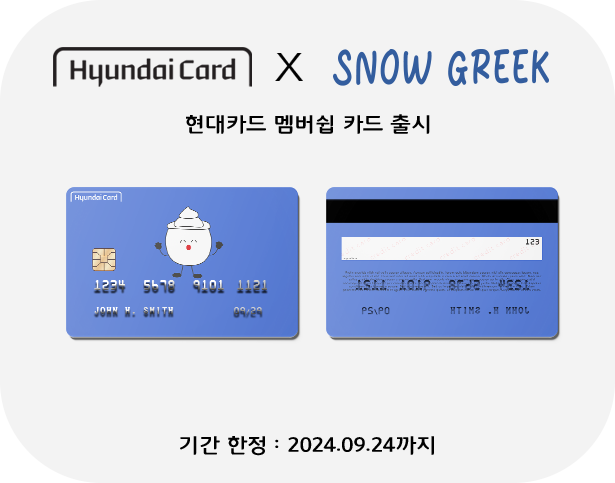 Hyundai Card X SNOW GREEK
현대카드 멤버쉽 카드 출시
Hyundai Card
1234 5678 9101 1121
JOHN H. SMITH 09/29
123
기간 한정 : 2024.09.24까지